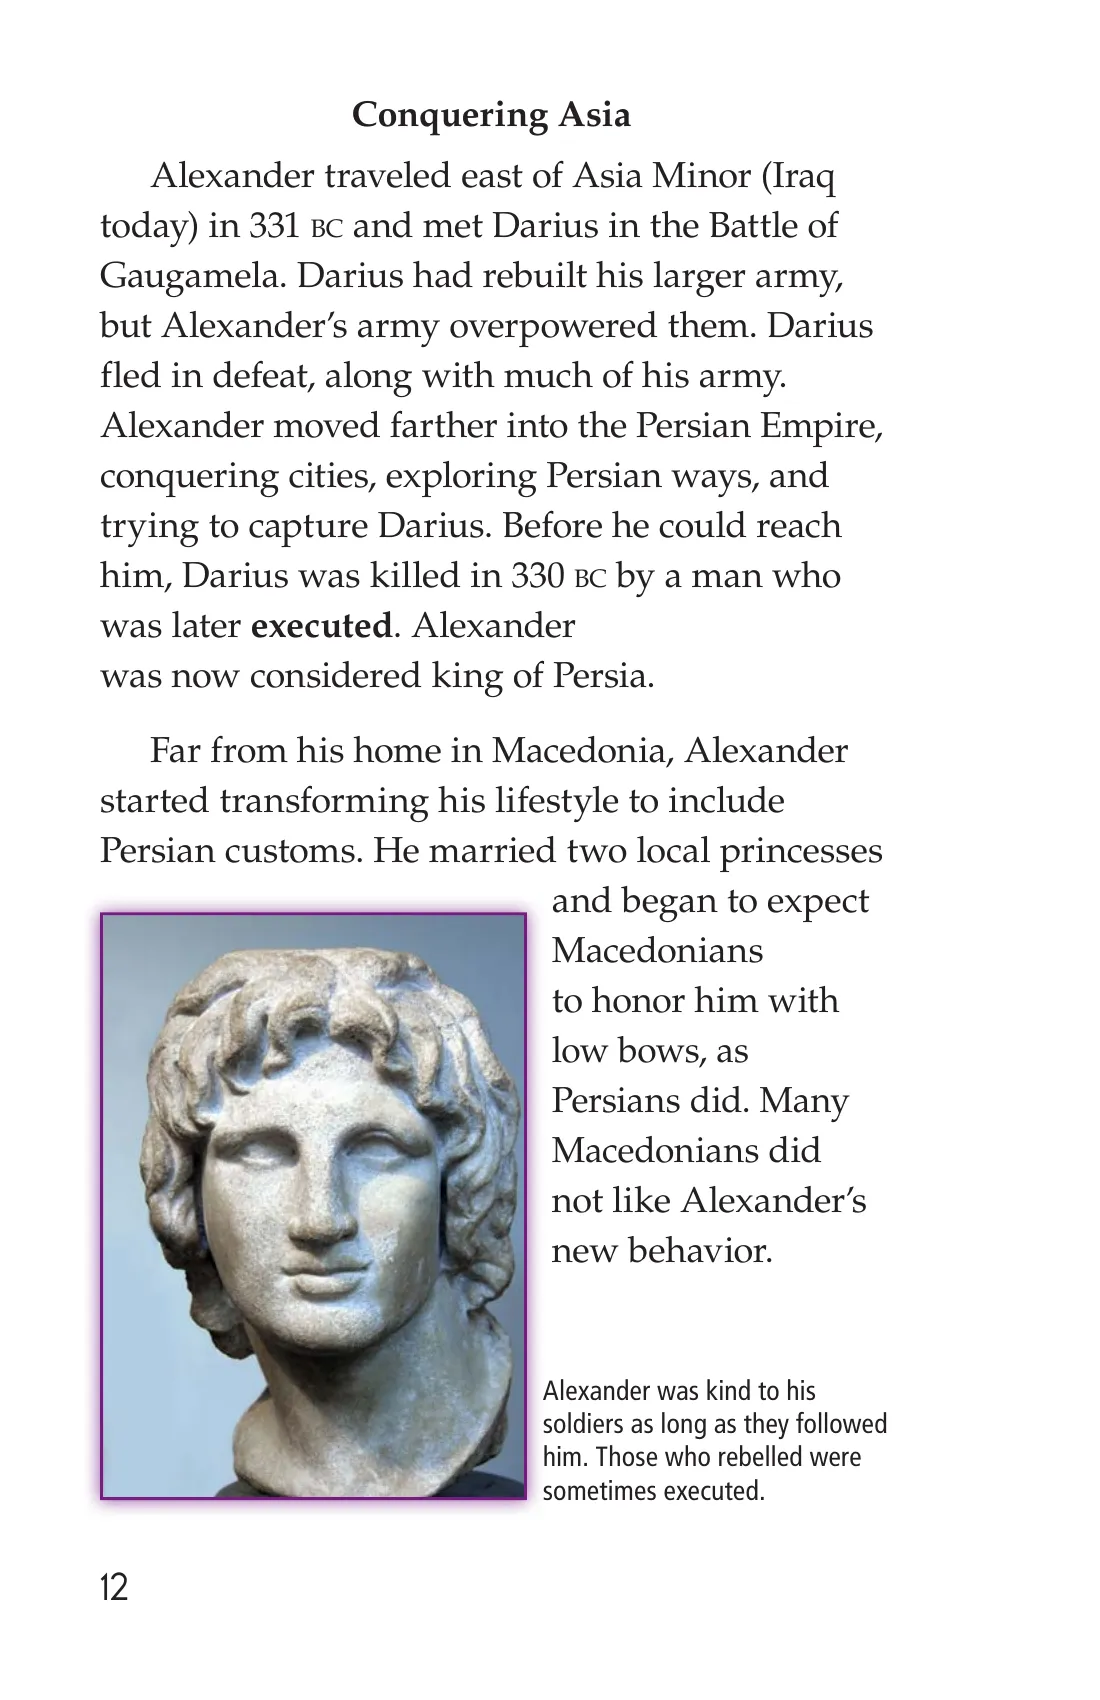 Conquering Asia
Alexander traveled east of Asia Minor (Iraq
today) in 331 BC and met Darius in the Battle of
Gaugamela. Darius had rebuilt his larger army,
but Alexander’s army overpowered them. Darius
fled in defeat, along with much of his army.
Alexander moved farther into the Persian Empire,
conquering cities, exploring Persian ways, and
trying to capture Darius. Before he could reach
him, Darius was killed in 330 BC by a man who
was later executed. Alexander
was now considered king of Persia.
Far from his home in Macedonia, Alexander
started transforming his lifestyle to include
Persian customs. He married two local princesses
and began to expect
Macedonians
to honor him with
low bows, as
Persians did. Many
Macedonians did
not like Alexander’s
new behavior.
Alexander was kind to his
soldiers as long as they followed
him. Those who rebelled were
sometimes executed.
12